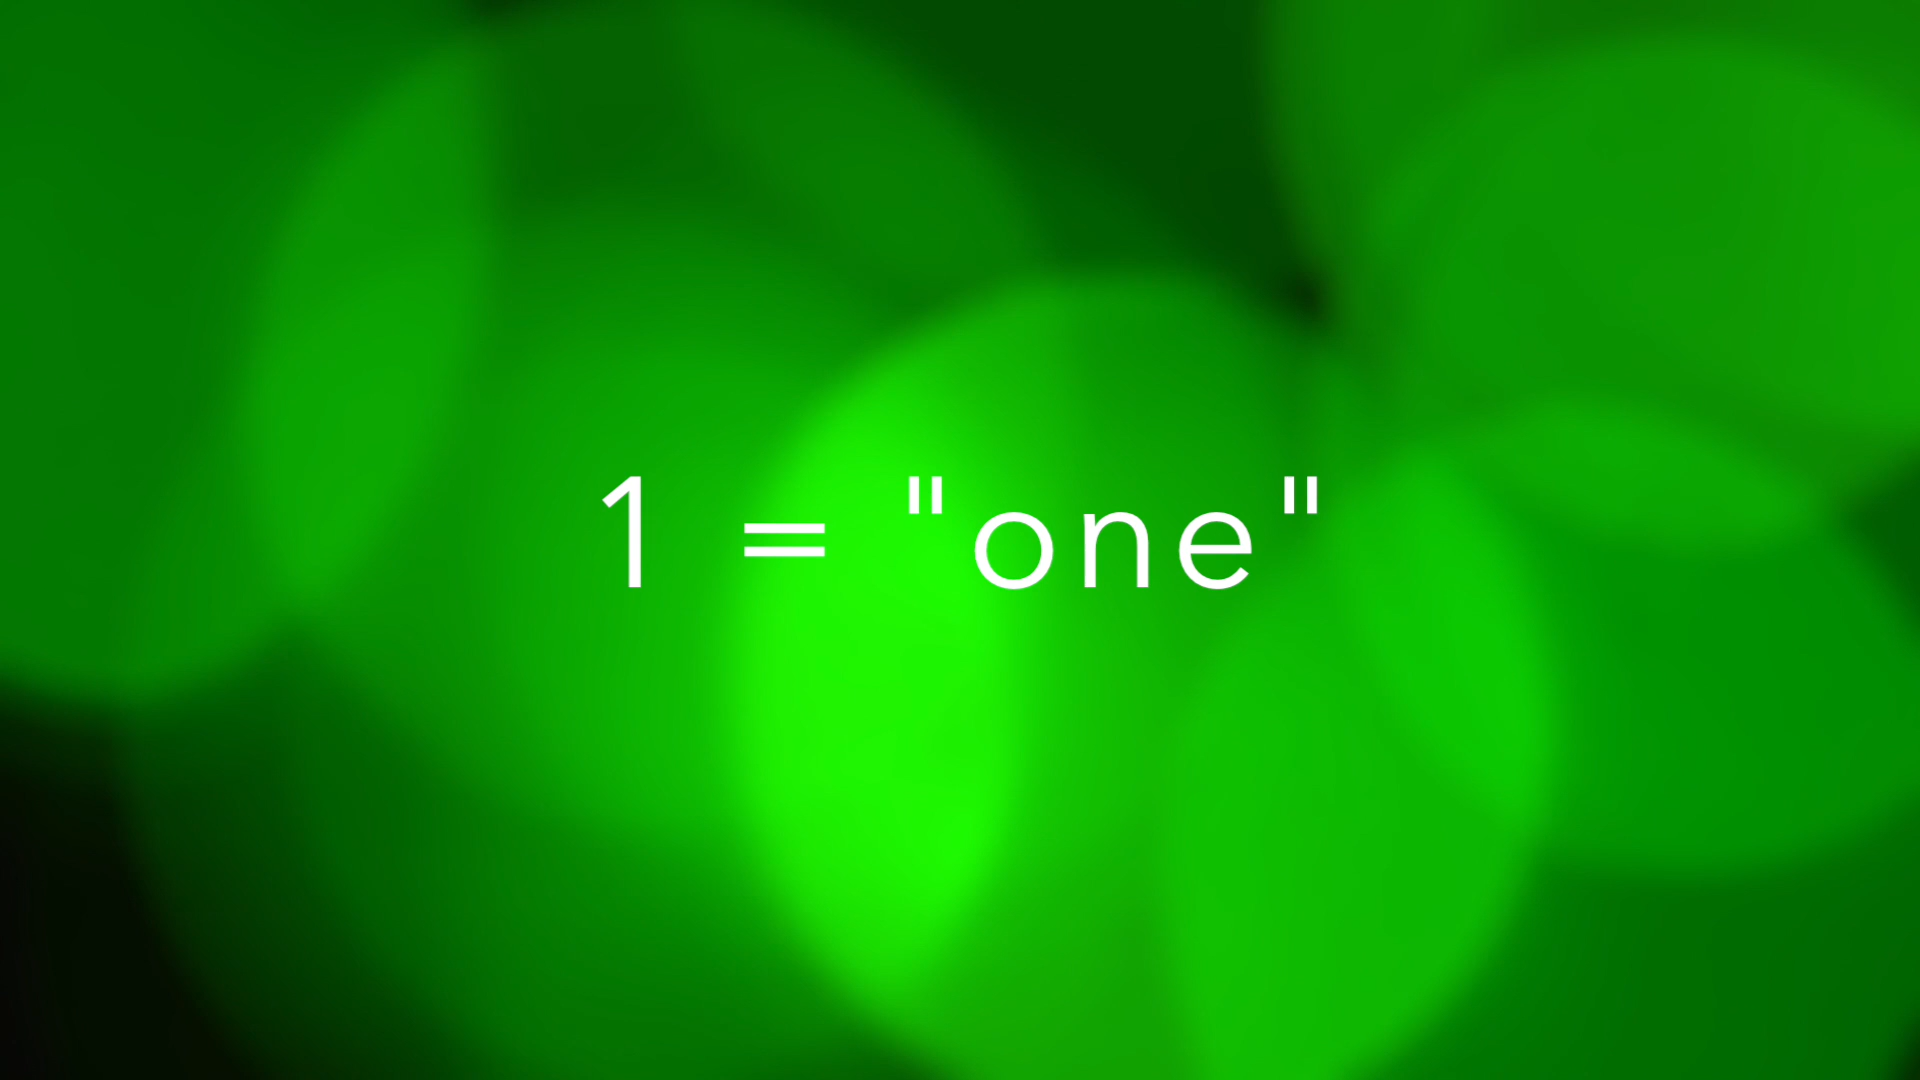 1 = "one"